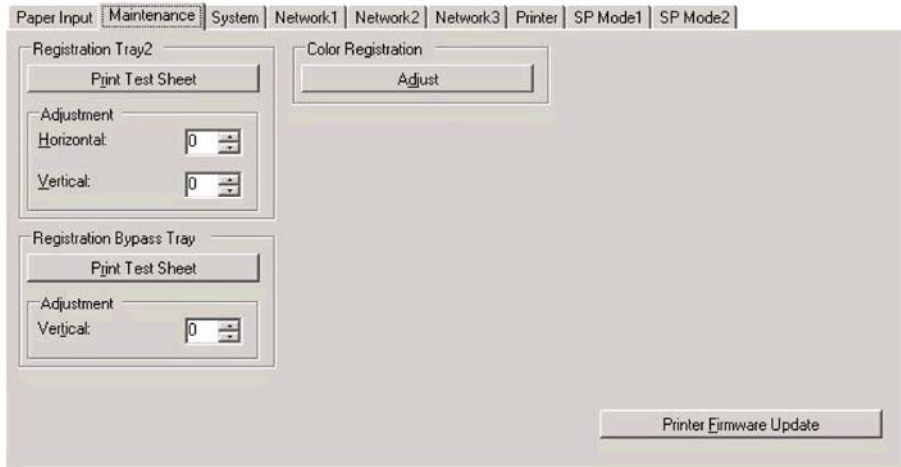 Paper Input Maintenance System Network1 Network2 Network3 Printer SP Mode1 SP Mode2
Registration Tray2
Print Test Sheet
Adjustment
Horizontal: 0
Vertical: 0
Registration Bypass Tray
Print Test Sheet
Adjustment
Vertical: 0
Color Registration
Adjust
Printer Firmware Update